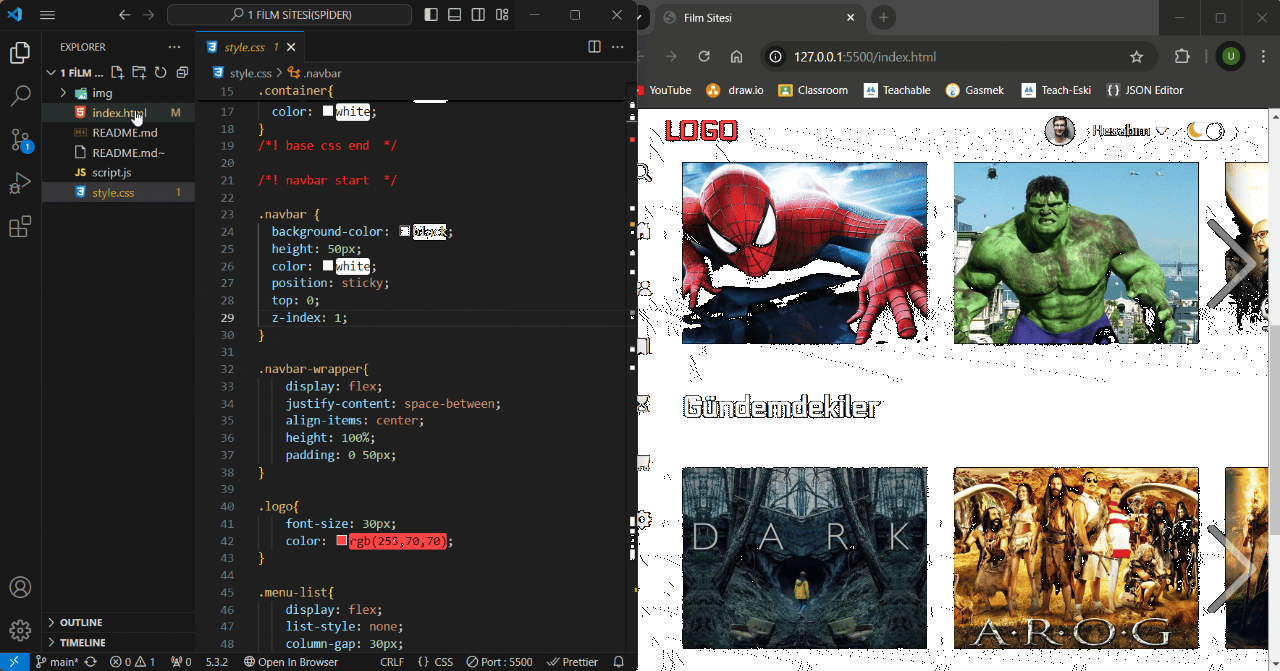 1 FİLM SİTESİ(SPİDER)
EXPLORER
1 FİLM ...
img
index.html M
README.md
README.md~
script.js
style.css 1
OUTLINE
TIMELINE
style.css 1
style.css > .navbar
15 .container{
17 color: white;
18 }
19 /*! base css end */
20
21 /*! navbar start */
22
23 .navbar {
24 background-color: black;
25 height: 50px;
26 color: white;
27 position: sticky;
28 top: 0;
29 z-index: 1;
30 }
31
32 .navbar-wrapper{
33 display: flex;
34 justify-content: space-between;
35 align-items: center;
36 height: 100%;
37 padding: 0 50px;
38 }
39
40 .logo{
41 font-size: 30px;
42 color: rgb(255,70,70);
43 }
44
45 .menu-list{
46 display: flex;
47 list-style: none;
48 column-gap: 30px;
main* 0 1 0 5.3.2 Open In Browser CRLF {} CSS Port : 5500 Prettier
Film Sitesi
127.0.0.1:5500/index.html
U
YouTube draw.io Classroom Teachable Gasmek Teach-Eski JSON Editor
LOGO
Hesabım
Gündemdekiler
DARK
A·R·O·G